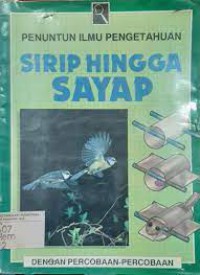 PENUNTUN ILMU PENGETAHUAN
SIRIP HINGGA
SAYAP
DENGAN PERCOBAAN-PERCOBAAN